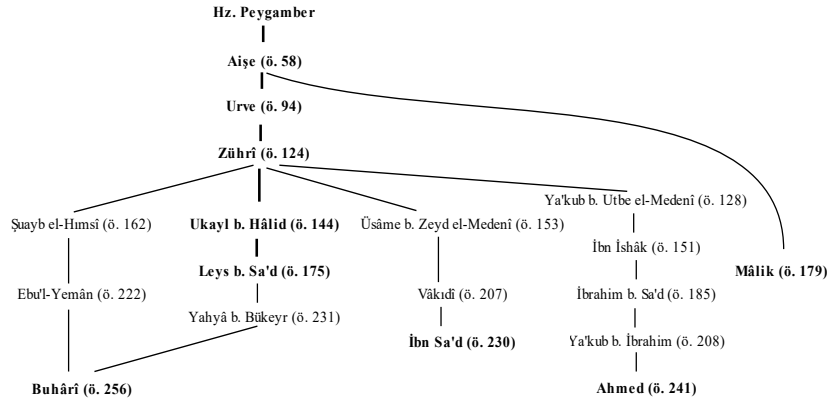 Hz. Peygamber
Aişe (ö. 58)
Urve (ö. 94)
Zührî (ö. 124)
Ya'kub b. Utbe el-Medenî (ö. 128)
Şuayb el-Hımsî (ö. 162)
Ukayl b. Hâlid (ö. 144)
Üsâme b. Zeyd el-Medenî (ö. 153)
İbn İshâk (ö. 151)
Leys b. Sa'd (ö. 175)
Mâlik (ö. 179)
Ebu'l-Yemân (ö. 222)
Vâkıdî (ö. 207)
İbrahim b. Sa'd (ö. 185)
Yahyâ b. Bükeyr (ö. 231)
İbn Sa'd (ö. 230)
Ya'kub b. İbrahim (ö. 208)
Buhârî (ö. 256)
Ahmed (ö. 241)